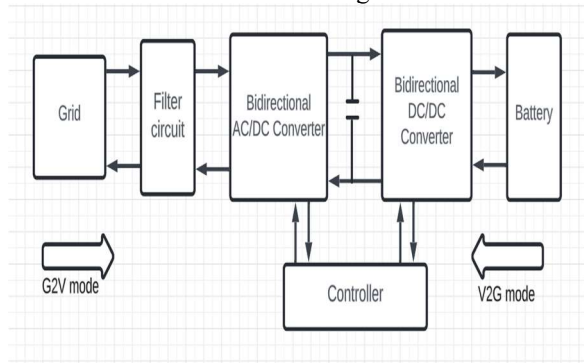 Grid
Filter
circuit
Bidirectional
AC/DC Converter
Bidirectional
DC/DC
Converter
Battery
G2V mode
Controller
V2G mode